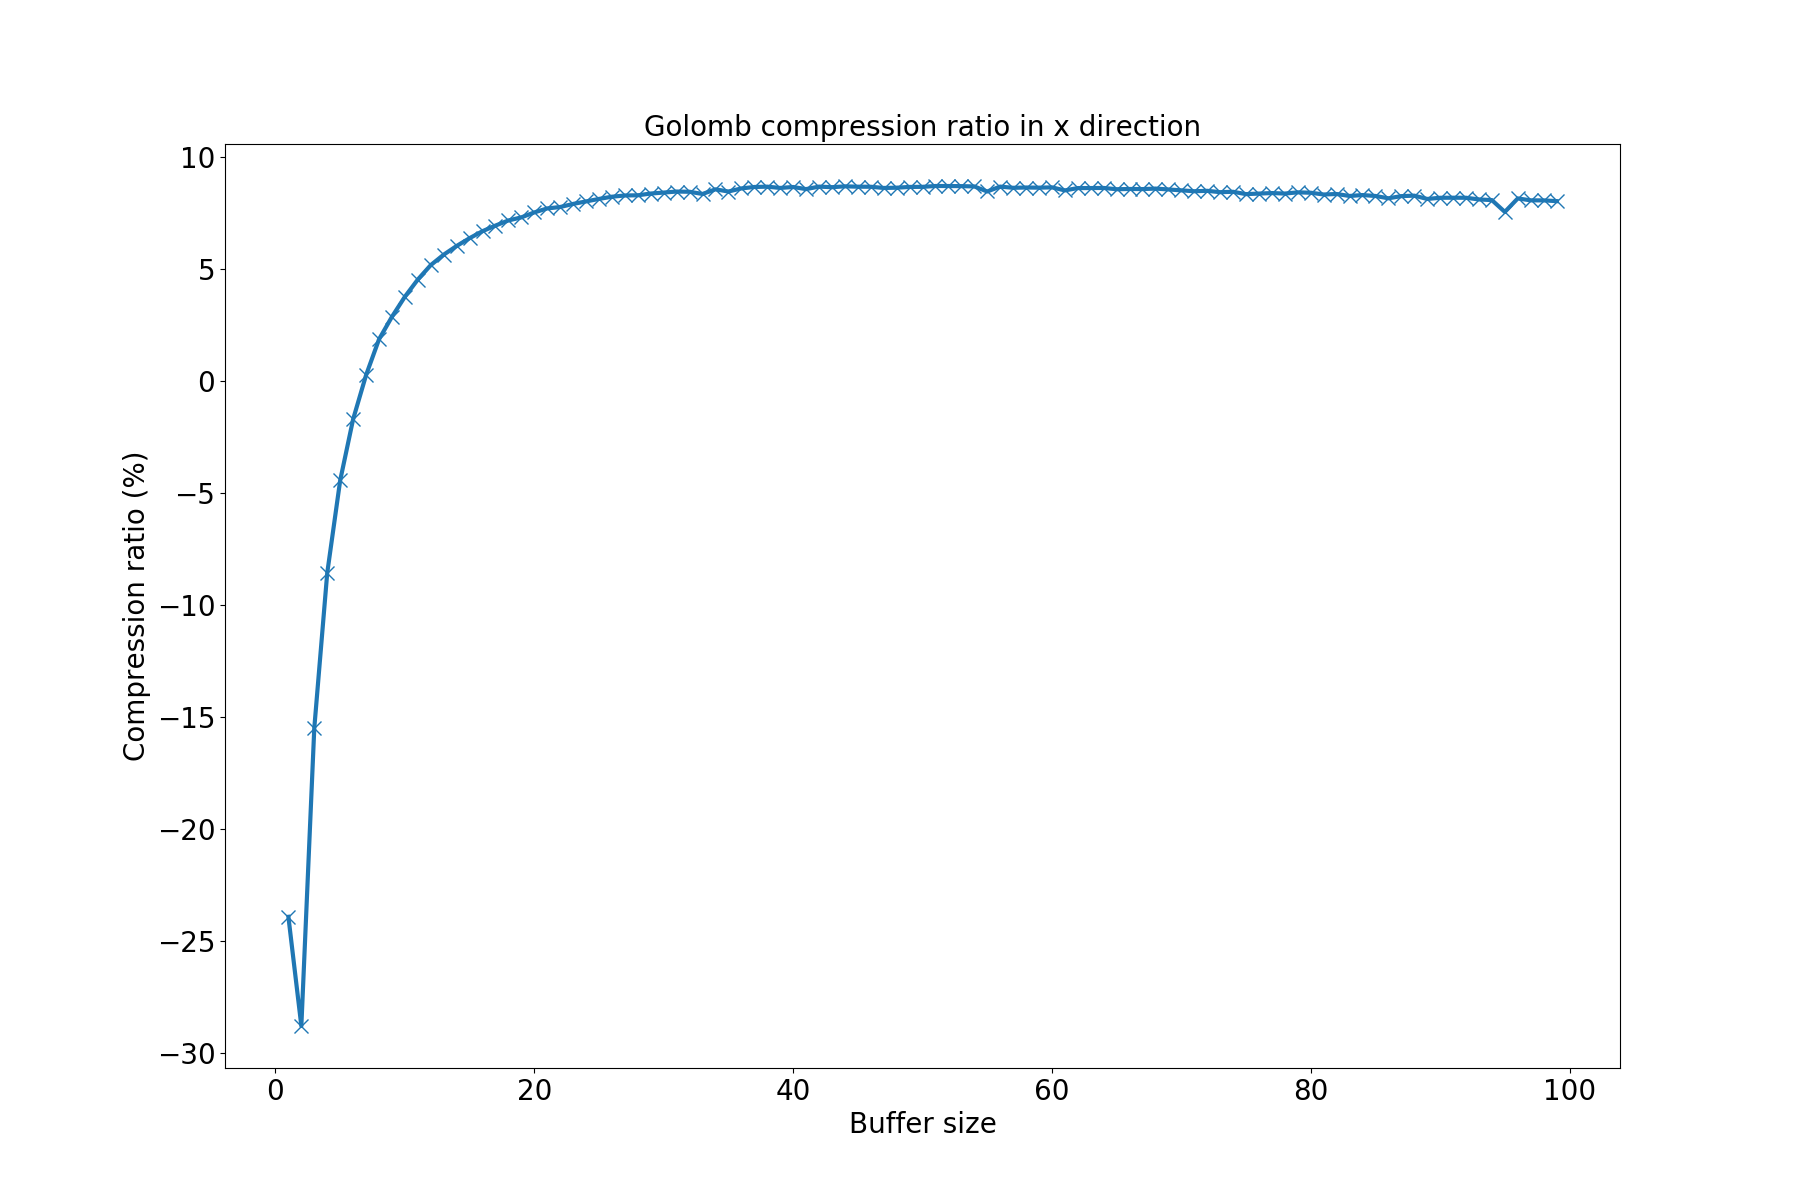 Golomb compression ratio in x direction
10
5
0
−5
−10
−15
−20
−25
−30
Compression ratio (%)
0 20 40 60 80 100
Buffer size